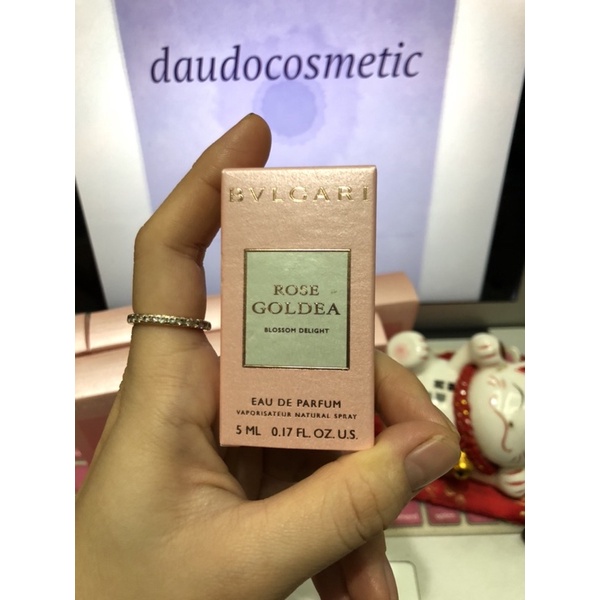 daudocosmetic
BVLGARI
ROSE
GOLDEA
BLOSSOM DELIGHT
EAU DE PARFUM
VAPORISATEUR NATURAL SPRAY
5 ML 0.17 FL. OZ. U.S.